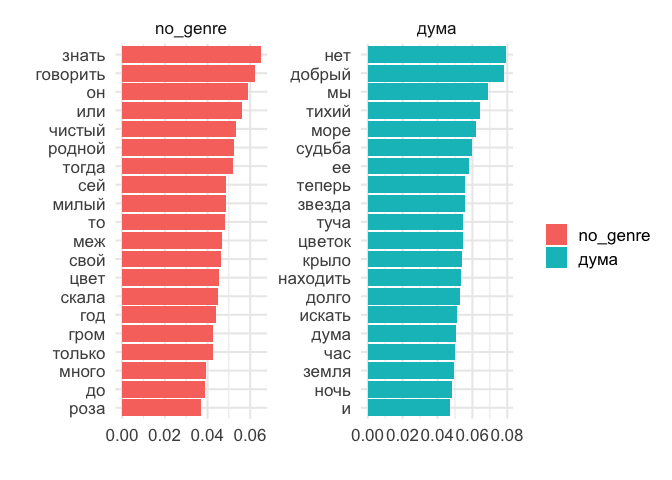 no_genre
знать
говорить
он
или
чистый
родной
тогда
сей
милый
то
меж
свой
цвет
скала
год
гром
только
много
до
роза
0.00 0.02 0.04 0.06
дума
нет
добрый
мы
тихий
море
судьба
ее
теперь
звезда
туча
цветок
крыло
находить
долго
искать
дума
час
земля
ночь
и
0.00 0.02 0.04 0.06 0.08
no_genre
дума